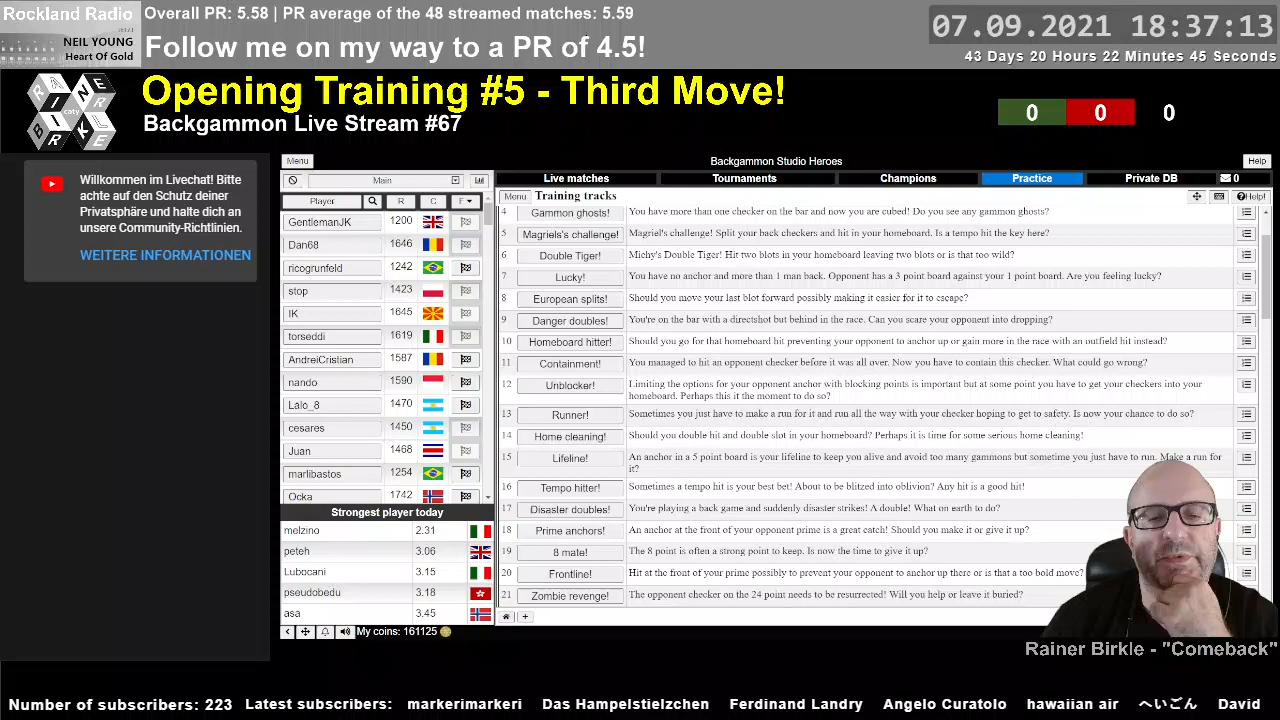 Rockland Radio
NEIL YOUNG
Heart Of Gold
Overall PR: 5.58 | PR average of the 48 streamed matches: 5.59
Follow me on my way to a PR of 4.5!
07.09.2021 18:37:13
43 Days 20 Hours 22 Minutes 45 Seconds
Opening Training #5 - Third Move!
Backgammon Live Stream #67
0 0 0
Willkommen im Livechat! Bitte
achte auf den Schutz deiner
Privatsphäre und halte dich an
unsere Community-Richtlinien.
WEITERE INFORMATIONEN
Menu
Backgammon Studio Heroes
Help
Main
Player R C F
GentlemanJK 1200
Dan68 1646
ricogrunfeld 1242
stop 1423
IK 1645
torseddi 1619
AndreiCristian 1587
nando 1590
Lalo_8 1470
cesares 1450
Juan 1468
marlibastos 1254
Ocka 1742
Strongest player today
melzino 2.31
peteh 3.06
Lubocani 3.15
pseudobedu 3.18
asa 3.45
My coins: 161125
Live matches Tournaments Champions Practice Private DB 0
Menu Training tracks Help!
4 Gammon ghosts! You have more than one checker on the bar and now you are cubed! Do you see any gammon ghosts?
5 Magriels's challenge! Magriel's challenge! Split your back checkers and hit in your homeboard. Is a tempo hit the key here?
6 Double Tiger! Michy's Double Tiger! Hit two blots in your homeboard leaving two blots or is that too wild?
7 Lucky! You have no anchor and more than 1 man back. Opponent has a 3 point board against your 1 point board. Are you feeling lucky?
8 European splits! Should you move your last blot forward possibly making it easier for it to escape?
9 Danger doubles! You're on the bar with a directshot but behind in the race. Can you scare your opponent into dropping?
10 Homeboard hitter! Should you go for that homeboard hit preventing your opponent to anchor up or gain more in the race with an outfield hit instead?
11 Containment! You managed to hit an opponent checker before it was all over. Now you have to contain this checker. What could go wrong?
12 Unblocker! Limiting the options for your opponent anchor with blocking points is important but at some point you have to get your checkers into your
homeboard. Perhaps this it the moment to do so?
13 Runner! Sometimes you just have to make a run for it and run all the way with your checker hoping to get to safety. Is now your chance to do so?
14 Home cleaning! Should you double hit and double slot in your homeboard? Perhaps it is time for some serious home cleaning!
15 Lifeline! An anchor in a 5 point board is your lifeline to keep you alive and avoid too many gammons but sometime you just have to run. Make a run for
it?
16 Tempo hitter! Sometimes a tempo hit is your best bet! About to be blitzed into oblivion? Any hit is a good hit!
17 Disaster doubles! You're playing a back game and suddenly disaster strikes! A double! What on earth to do?
18 Prime anchors! An anchor at the front of your opponent prime is a great catch! Should you make it or give it up?
19 8 mate! The 8 point is often a strong point to keep. Is now the time to give it up?
20 Frontline! Hit at the front of your prime possibly to prevent your opponent to anchor up there or is that a too bold move?
21 Zombie revenge! The opponent checker on the 24 point needs to be resurrected! Will you help or leave it buried?
Rainer Birkle - "Comeback"
Number of subscribers: 223 Latest subscribers: markerimarkeri Das Hampelstielzchen Ferdinand Landry Angelo Curatolo hawaiian air へいごん David